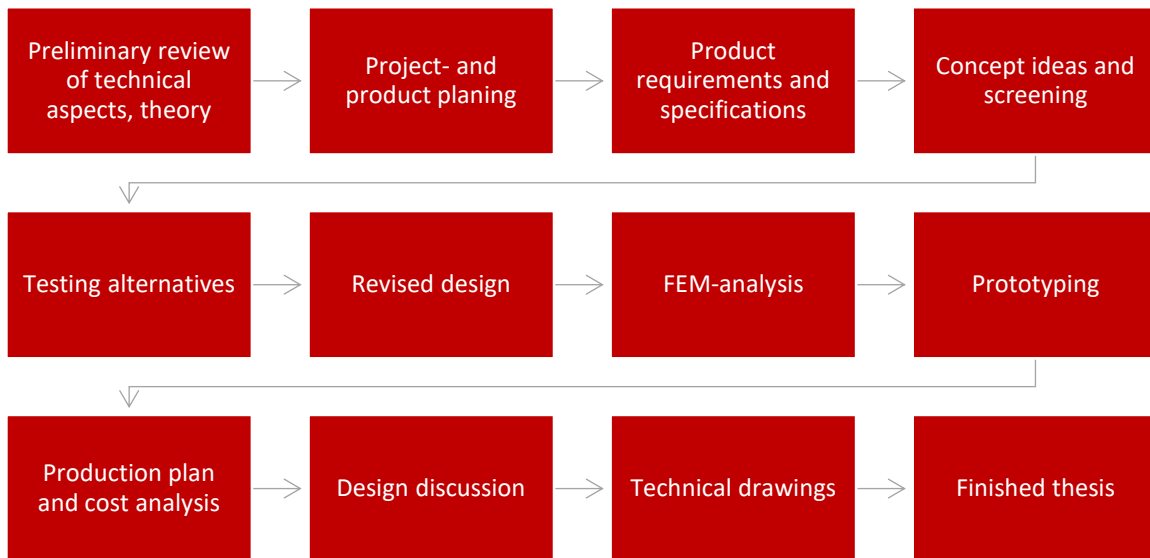 Preliminary review
of technical
aspects, theory
Project- and
product planing
Product
requirements and
specifications
Concept ideas and
screening
Testing alternatives
Revised design
FEM-analysis
Prototyping
Production plan
and cost analysis
Design discussion
Technical drawings
Finished thesis